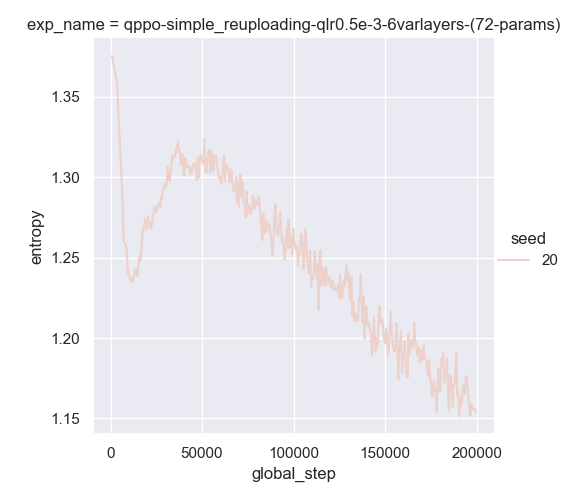 exp_name = qppo-simple_reuploading-qlr0.5e-3-6varlayers-(72-params)
1.35
1.30
1.25
1.20
1.15
entropy
0
50000
100000
150000
200000
global_step
seed
20